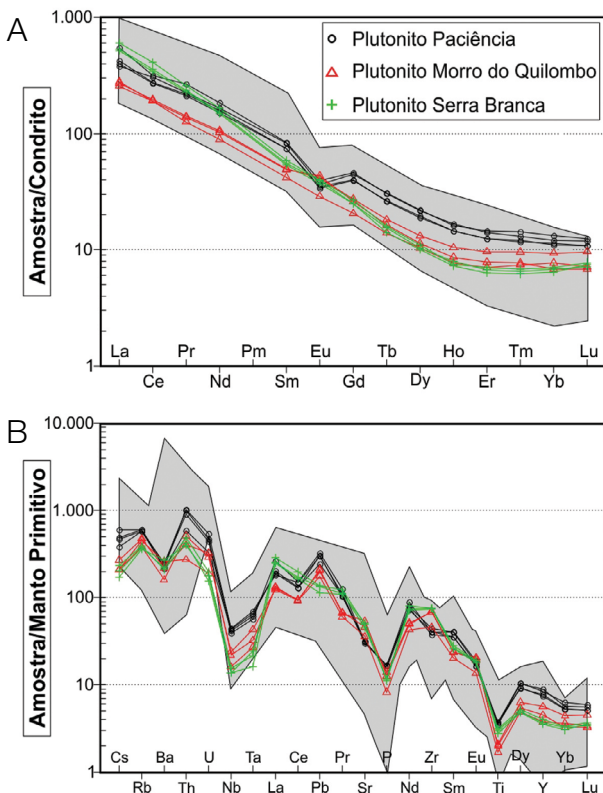 A
1.000
100
10
1
Amostra/Condrito
Plutonito Paciência
Plutonito Morro do Quilombo
Plutonito Serra Branca
La Pr Pm Eu Tb Ho Tm Lu
Ce Nd Sm Gd Dy Er Yb
B
10.000
1.000
100
10
1
Amostra/Manto Primitivo
Cs Ba U Ta Ce Pr P Zr Eu Dy Yb
Rb Th Nb La Pb Sr Nd Sm Ti Y Lu